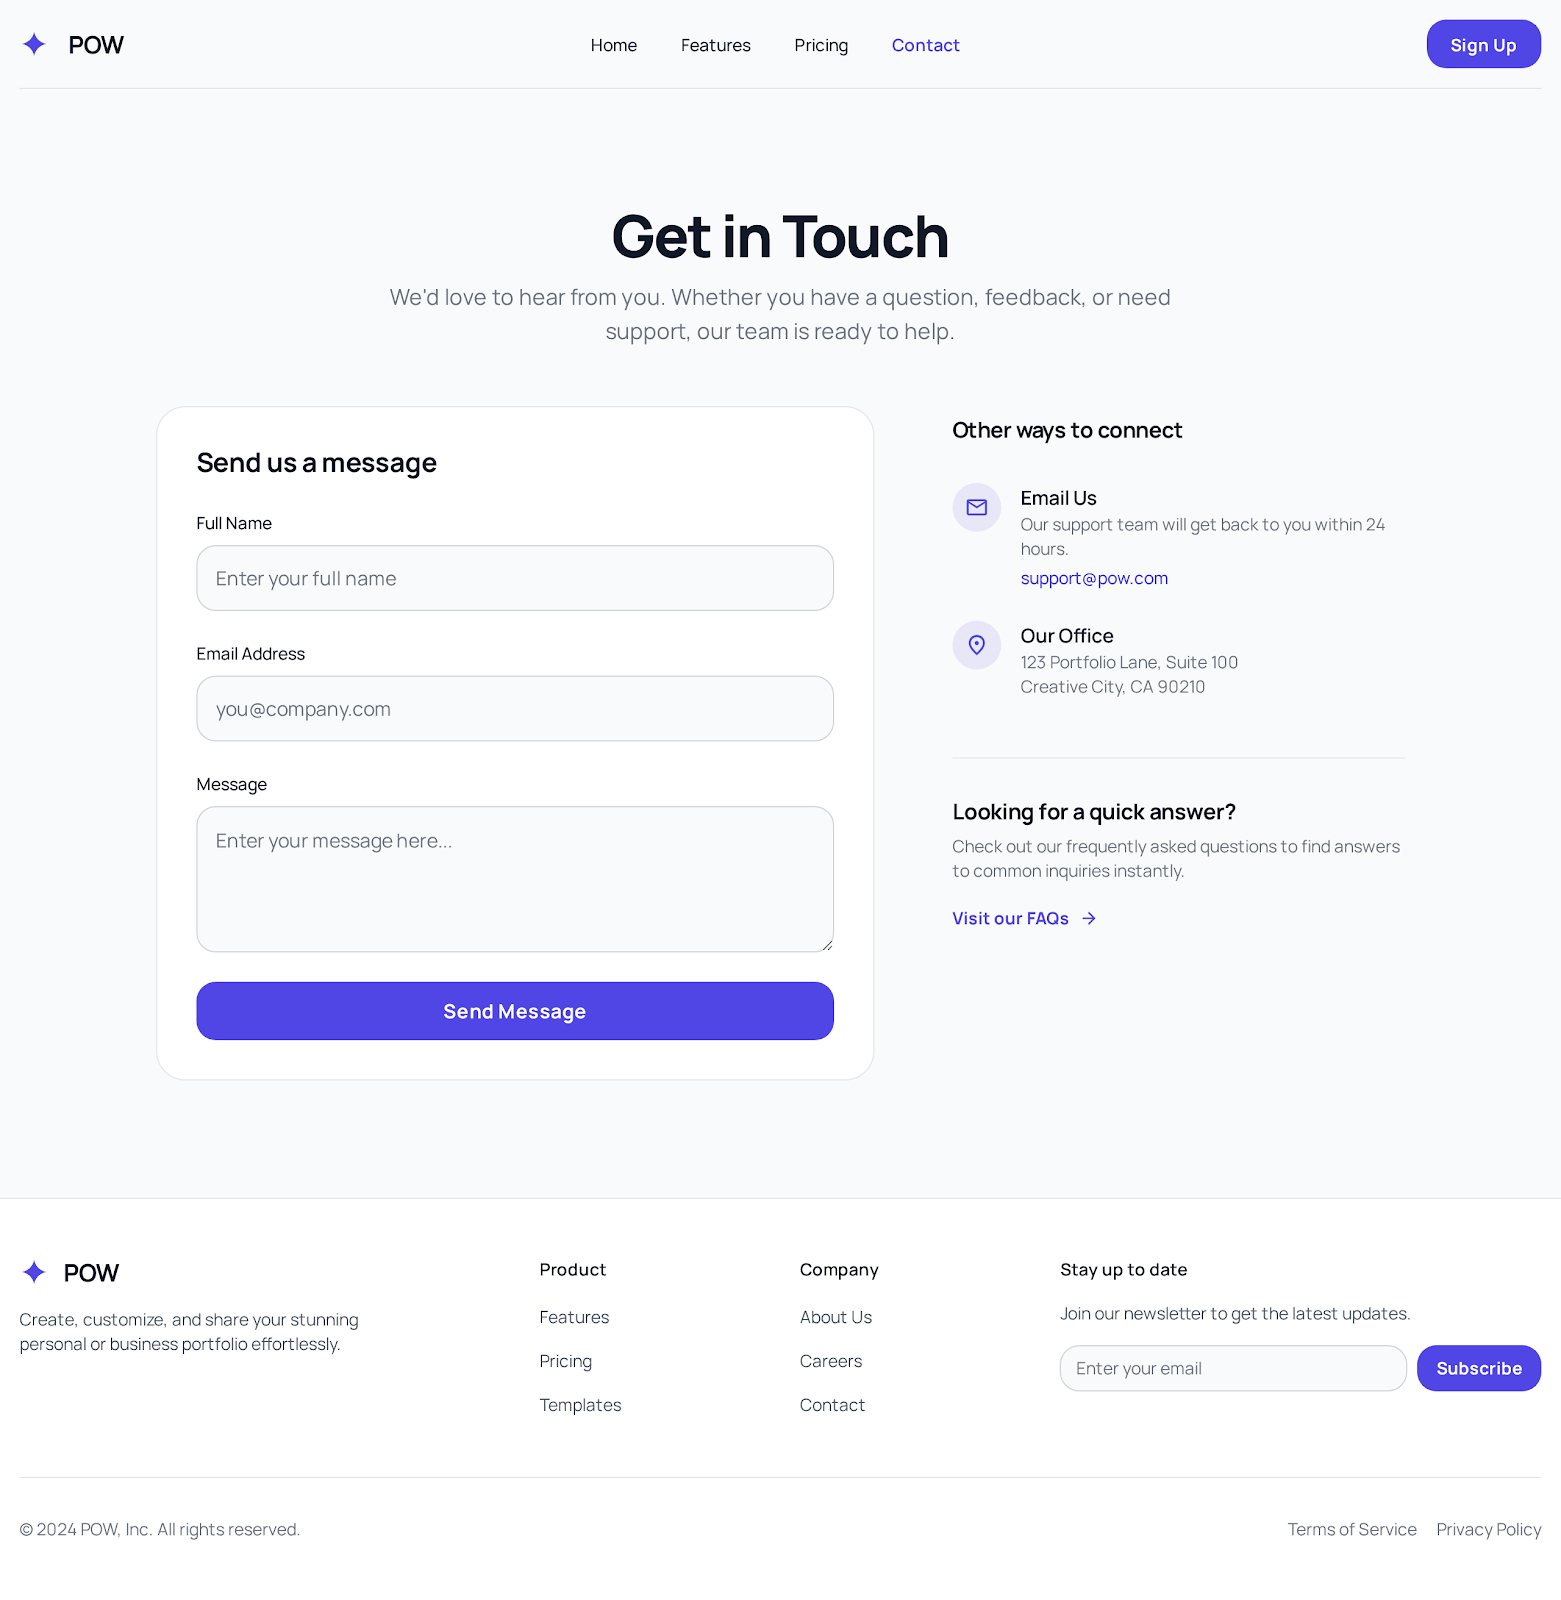 POW
Home
Features
Pricing
Contact
Sign Up
Get in Touch
We'd love to hear from you. Whether you have a question, feedback, or need
support, our team is ready to help.
Send us a message
Full Name
Enter your full name
Email Address
you@company.com
Message
Enter your message here...
Send Message
Other ways to connect
Email Us
Our support team will get back to you within 24
hours.
support@pow.com
Our Office
123 Portfolio Lane, Suite 100
Creative City, CA 90210
Looking for a quick answer?
Check out our frequently asked questions to find answers
to common inquiries instantly.
Visit our FAQs →
POW
Create, customize, and share your stunning
personal or business portfolio effortlessly.
Product
Features
Pricing
Templates
Company
About Us
Careers
Contact
Stay up to date
Join our newsletter to get the latest updates.
Enter your email
Subscribe
© 2024 POW, Inc. All rights reserved.
Terms of Service
Privacy Policy